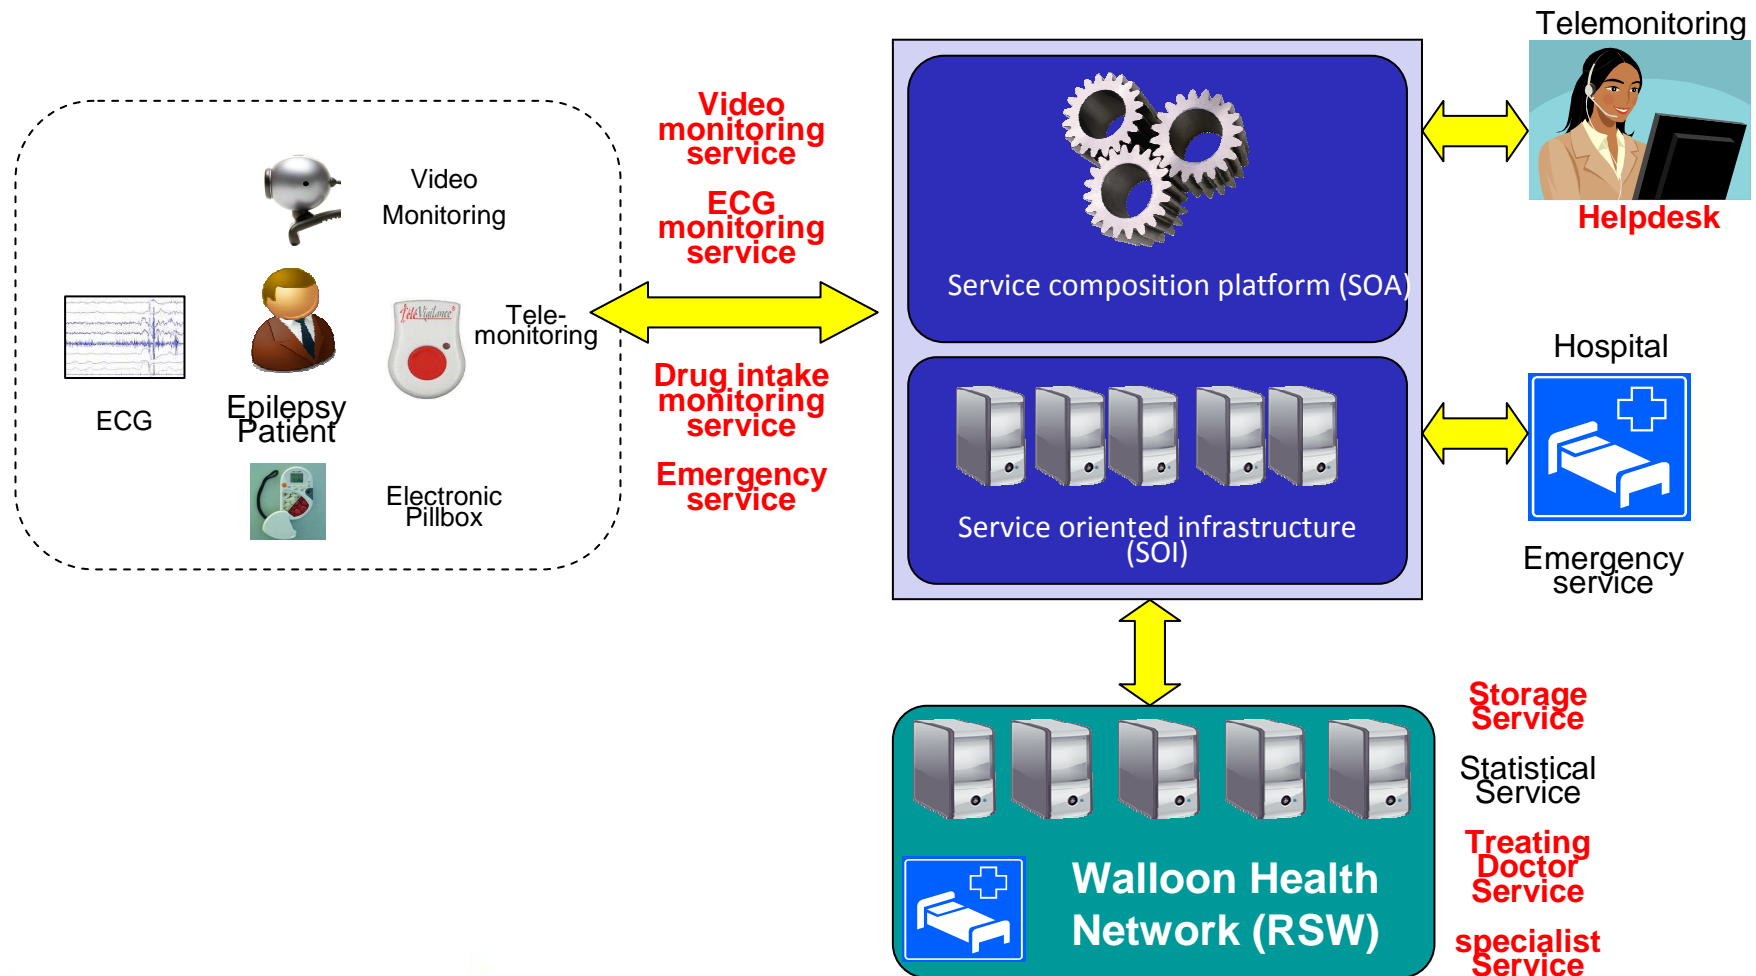 Video
Monitoring
TéléVigilance®
Tele-
monitoring
ECG
Epilepsy
Patient
Electronic
Pillbox
Video
monitoring
service
ECG
monitoring
service
Drug intake
monitoring
service
Emergency
service
Service composition platform (SOA)
Service oriented infrastructure
(SOI)
Telemonitoring
Helpdesk
Hospital
Emergency
service
Walloon Health
Network (RSW)
Storage
Service
Statistical
Service
Treating
Doctor
Service
specialist
Service